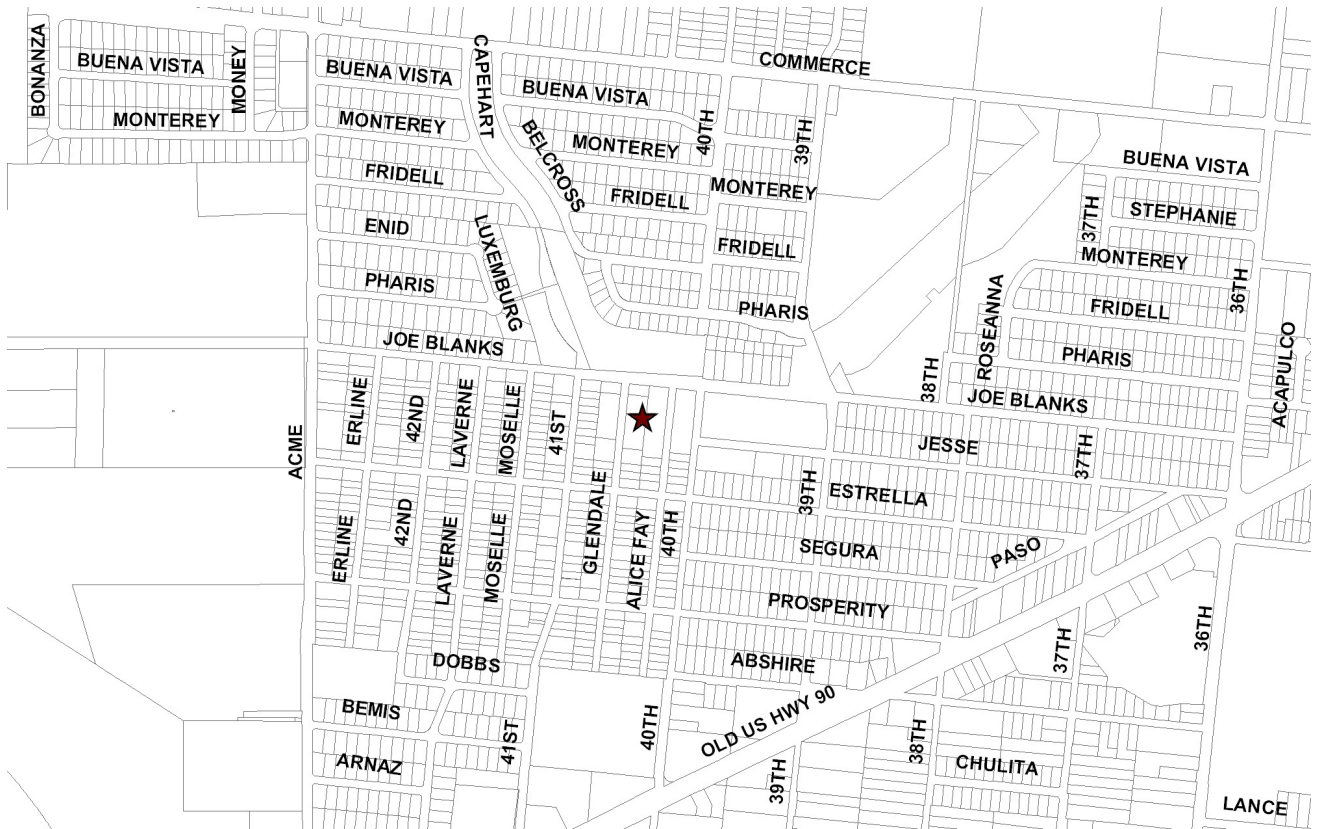 BONANZA
BUENA VISTA
MONEY
MONTEREY
BUENA VISTA
CAPEHART
BUENA VISTA
COMMERCE
MONTEREY
BELCROSS
MONTEREY
40TH
39TH
FRIDELL
FRIDELL
MONTEREY
BUENA VISTA
STEPHANIE
37TH
ENID
LUXEMBURG
FRIDELL
MONTEREY
36TH
PHARIS
PHARIS
ROSEANNA
FRIDELL
JOE BLANKS
PHARIS
ACAPULCO
38TH
JOE BLANKS
ERLINE
42ND
LAVERNE
MOSELLE
41ST
JESSE
37TH
ACME
39TH
ESTRELLA
ERLINE
42ND
LAVERNE
MOSELLE
GLENDALE
ALICE FAY
40TH
SEGURA
PASO
PROSPERITY
DOBBS
ABSHIRE
37TH
36TH
BEMIS
41ST
40TH
OLD US HWY 90
38TH
ARNAZ
39TH
CHULITA
LANCE